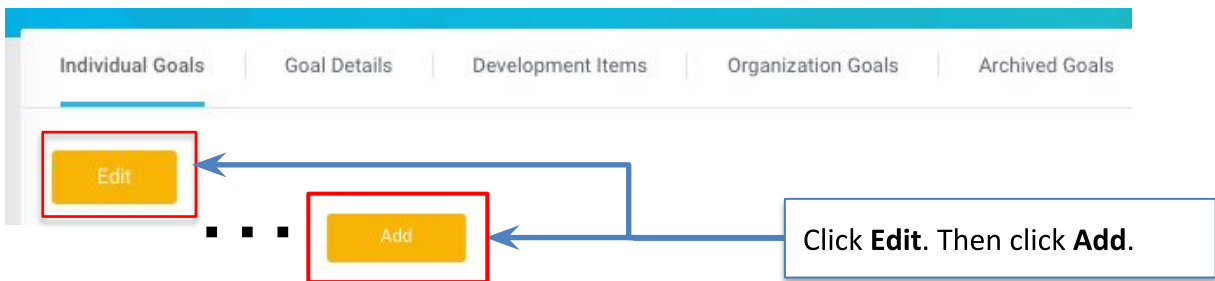 Individual Goals Goal Details Development Items Organization Goals Archived Goals
Edit
Add
Click Edit. Then click Add.